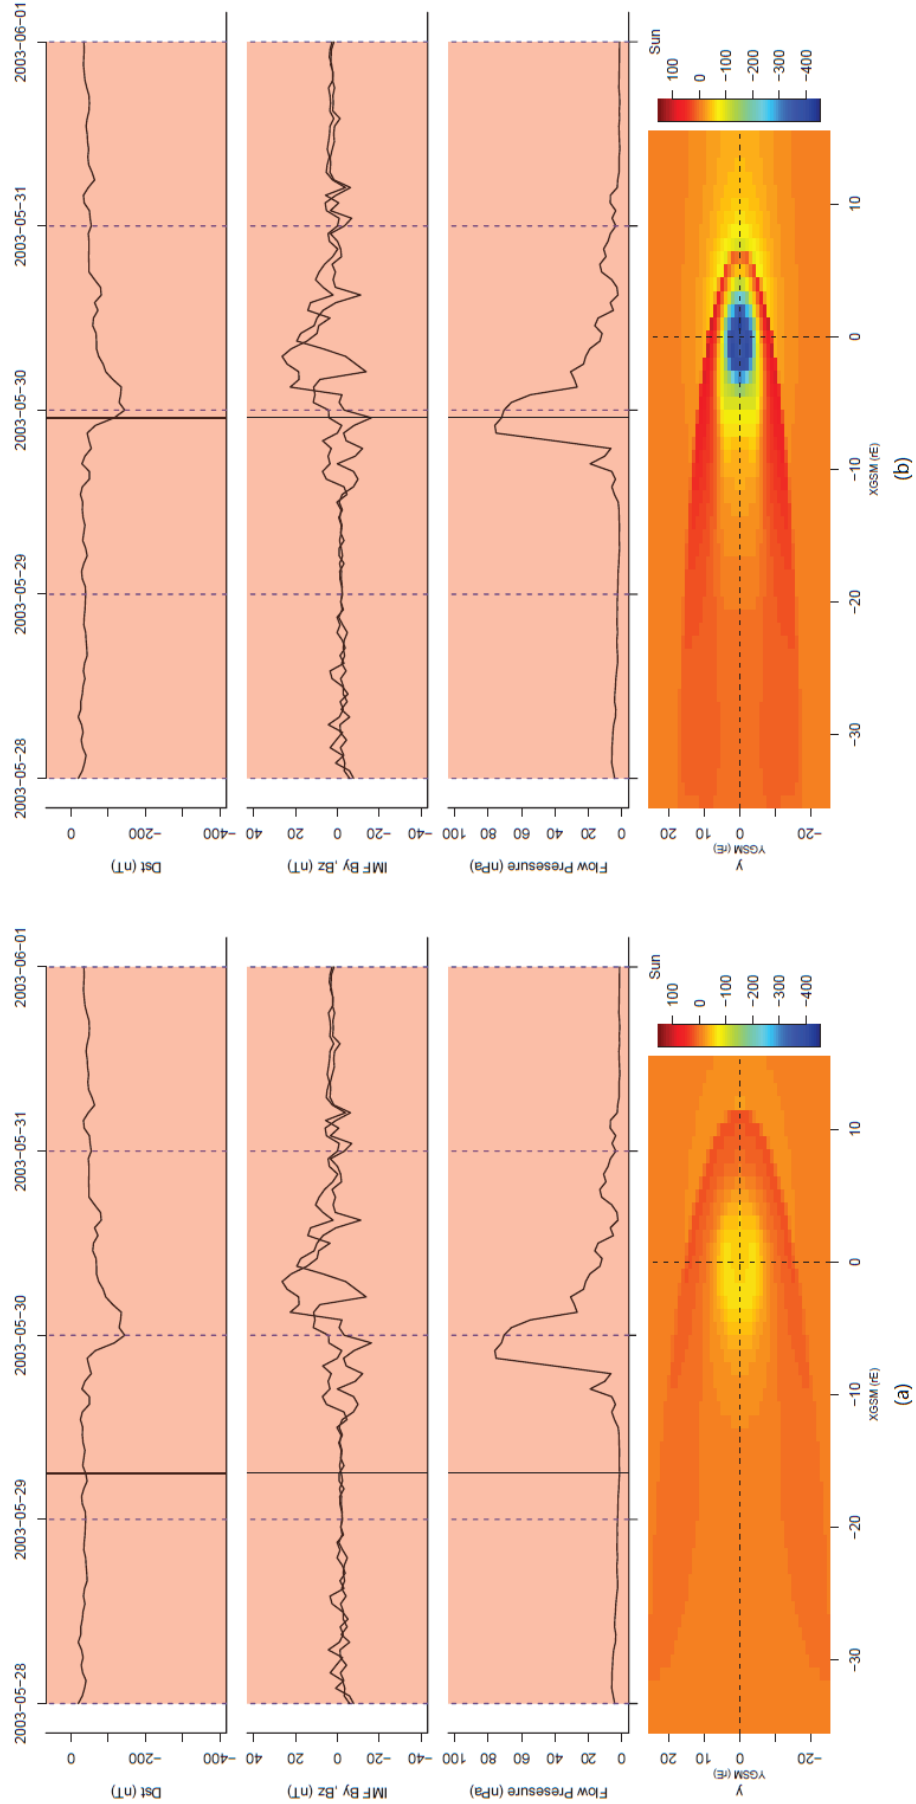 2003−05−28 2003−05−29 2003−05−30 2003−05−31 2003−06−01
0 −200 −400
Dst (nT)
40 20 0 −20 −40
IMF By, Bz (nT)
100 80 60 40 20 0
Flow Presesure (nPa)
Sun
100 0 −100 −200 −300 −400
20 10 0 −20
YGSM (rE)
y
−30 −20 −10 0 10
XGSM (rE)
(a)
2003−05−28 2003−05−29 2003−05−30 2003−05−31 2003−06−01
0 −200 −400
Dst (nT)
40 20 0 −20 −40
IMF By, Bz (nT)
100 80 60 40 20 0
Flow Presesure (nPa)
Sun
100 0 −100 −200 −300 −400
20 10 0 −20
YGSM (rE)
y
−30 −20 −10 0 10
XGSM (rE)
(b)